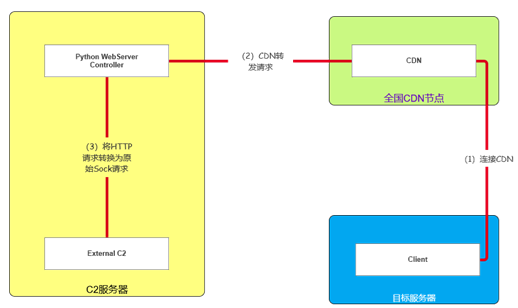 Python WebServer
Controller
(2) CDN转
发请求
CDN
全国CDN节点
(3) 将HTTP
请求转换为原
始Sock请求
(1) 连接CDN
External C2
C2服务器
Client
目标服务器